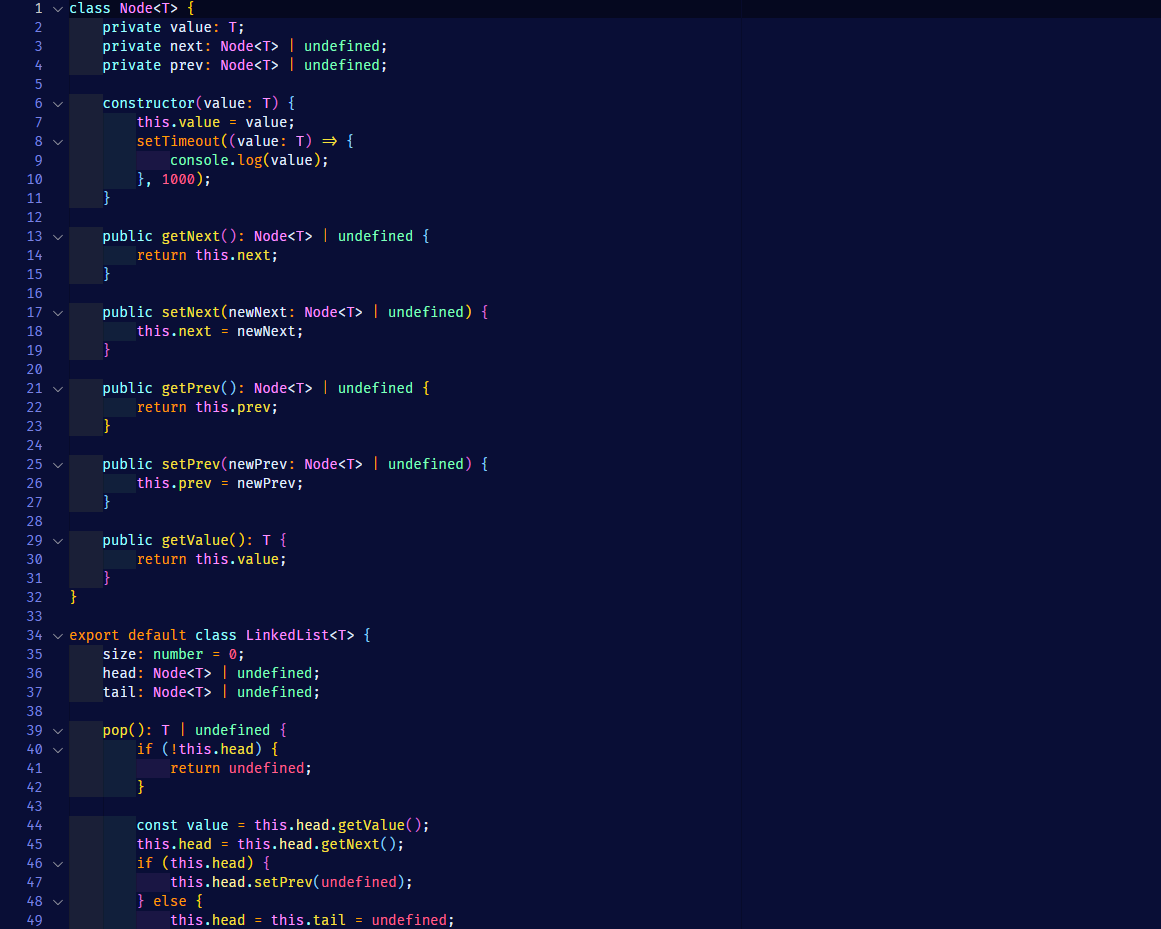 1 class Node<T> {
2 private value: T;
3 private next: Node<T> | undefined;
4 private prev: Node<T> | undefined;
5
6 constructor(value: T) {
7 this.value = value;
8 setTimeout((value: T) => {
9 console.log(value);
10 }, 1000);
11 }
12
13 public getNext(): Node<T> | undefined {
14 return this.next;
15 }
16
17 public setNext(newNext: Node<T> | undefined) {
18 this.next = newNext;
19 }
20
21 public getPrev(): Node<T> | undefined {
22 return this.prev;
23 }
24
25 public setPrev(newPrev: Node<T> | undefined) {
26 this.prev = newPrev;
27 }
28
29 public getValue(): T {
30 return this.value;
31 }
32 }
33
34 export default class LinkedList<T> {
35 size: number = 0;
36 head: Node<T> | undefined;
37 tail: Node<T> | undefined;
38
39 pop(): T | undefined {
40 if (!this.head) {
41 return undefined;
42 }
43
44 const value = this.head.getValue();
45 this.head = this.head.getNext();
46 if (this.head) {
47 this.head.setPrev(undefined);
48 } else {
49 this.head = this.tail = undefined;